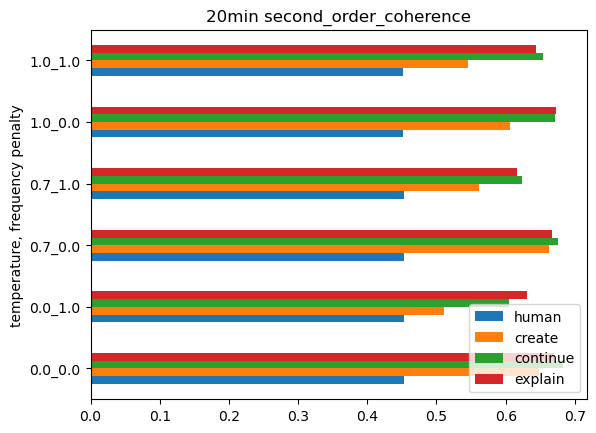 20min second_order_coherence
temperature, frequency penalty
1.0_1.0
1.0_0.0
0.7_1.0
0.7_0.0
0.0_1.0
0.0_0.0
human
create
continue
explain
0.0 0.1 0.2 0.3 0.4 0.5 0.6 0.7